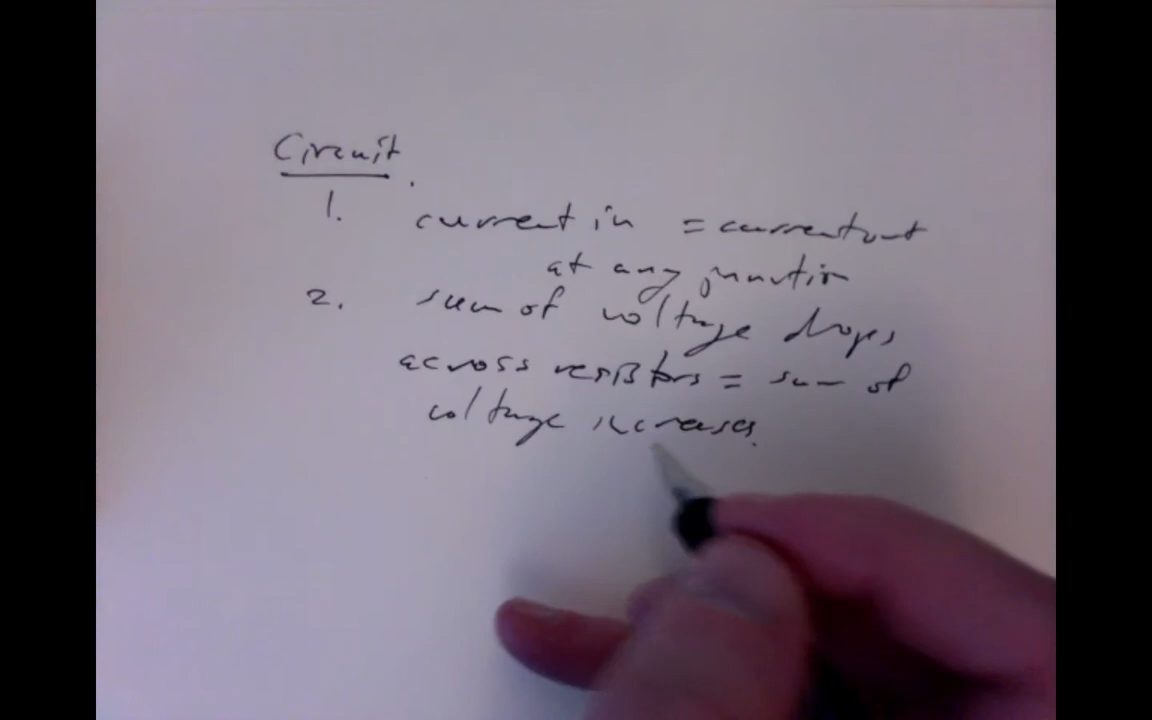 Circuit
1. current in = current out
at any junction
2. sum of voltage drops
across resistors = sum of
voltage increases.